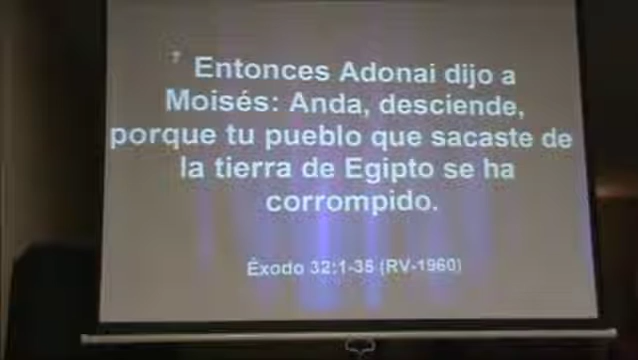 7 Entonces Adonai dijo a
Moisés: Anda, desciende,
porque tu pueblo que sacaste de
la tierra de Egipto se ha
corrompido.
Éxodo 32:1-35 (RV-1960)